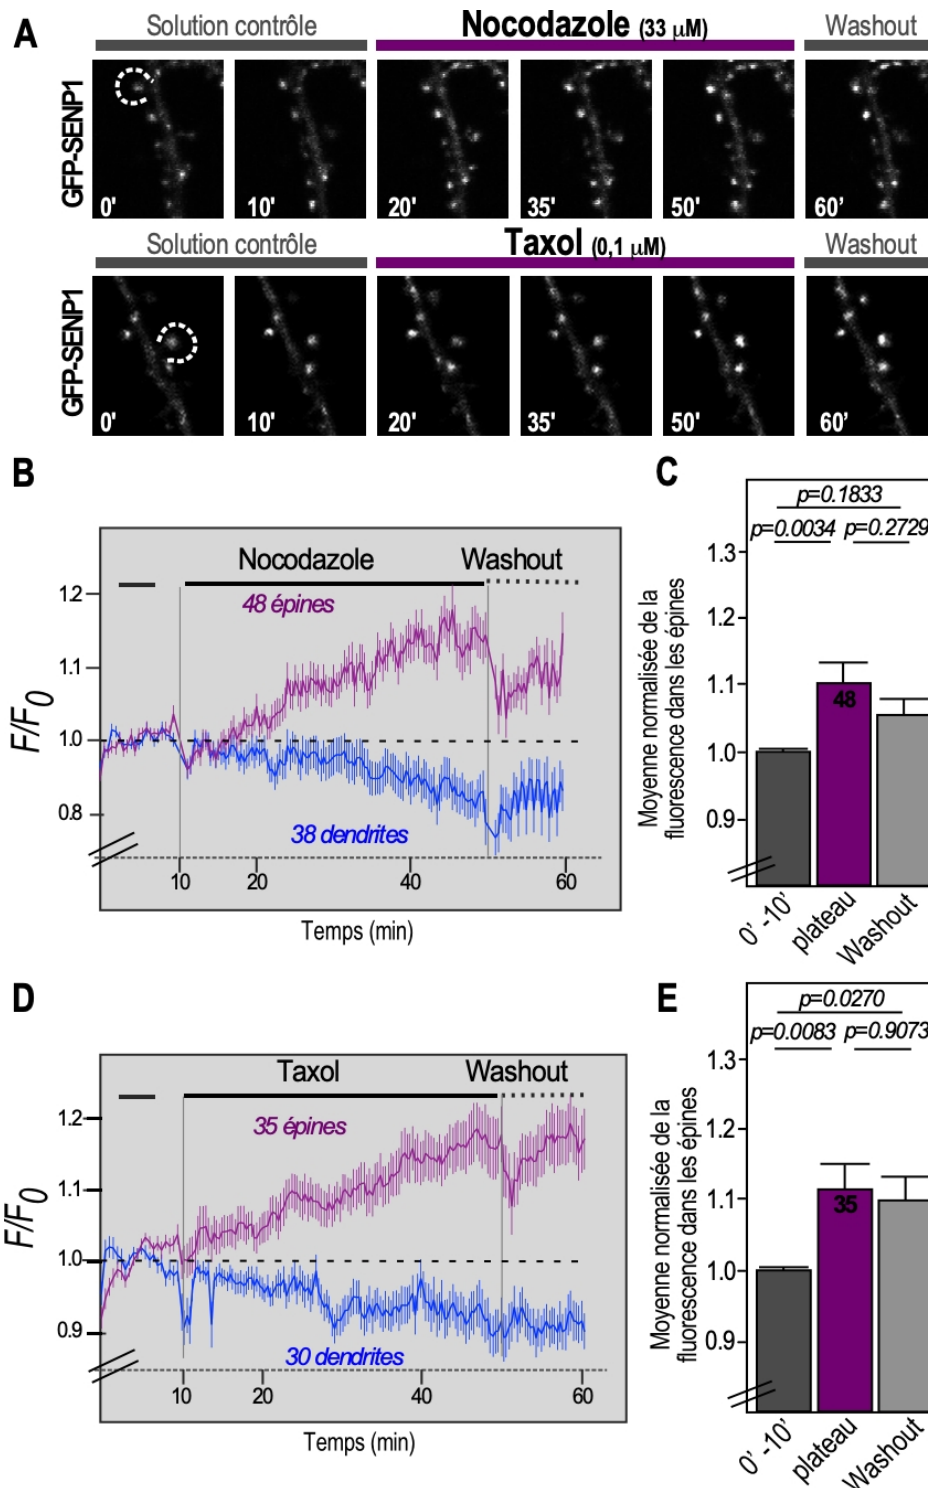 A
Solution contrôle
Nocodazole (33 µM)
Washout
GFP-SENP1
0'
10'
20'
35'
50'
60'
Solution contrôle
Taxol (0,1 µM)
Washout
GFP-SENP1
0'
10'
20'
35'
50'
60'
B
Nocodazole
Washout
48 épines
38 dendrites
F/F0
1.2
1.1
1.0
0.8
10
20
40
60
Temps (min)
C
p=0.1833
p=0.0034
p=0.2729
Moyenne normalisée de la
fluorescence dans les épines
1.3
1.2
1.1
1.0
0.9
48
0' -10'
plateau
Washout
D
Taxol
Washout
35 épines
30 dendrites
F/F0
1.2
1.1
1.0
0.9
10
20
40
60
Temps (min)
E
p=0.0270
p=0.0083
p=0.9073
Moyenne normalisée de la
fluorescence dans les épines
1.3
1.2
1.1
1.0
0.9
35
0' -10'
plateau
Washout